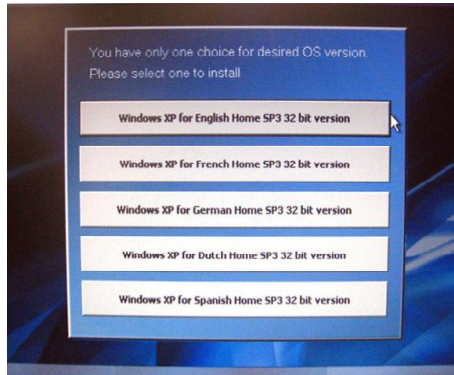 You have only one choice for desired OS version.
Please select one to install
Windows XP for English Home SP3 32 bit version
Windows XP for French Home SP3 32 bit version
Windows XP for German Home SP3 32 bit version
Windows XP for Dutch Home SP3 32 bit version
Windows XP for Spanish Home SP3 32 bit version